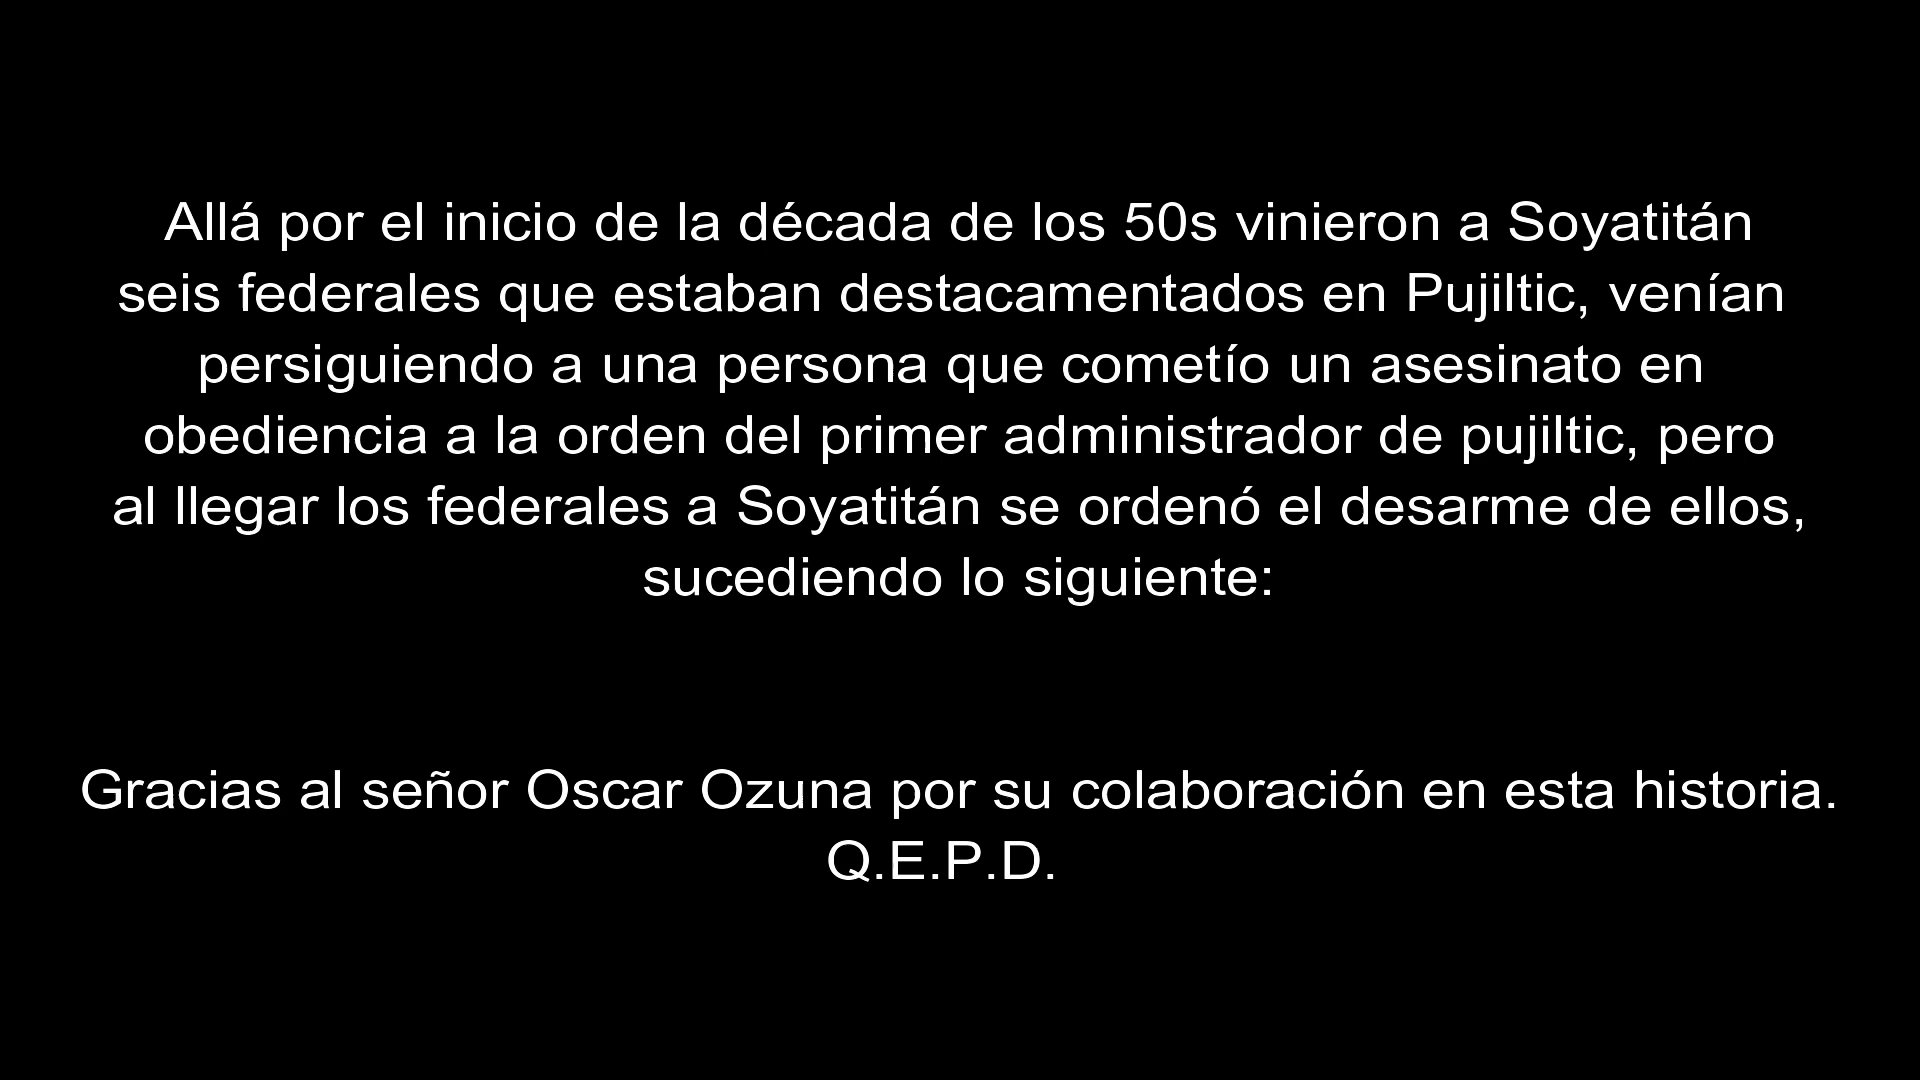 Allá por el inicio de la década de los 50s vinieron a Soyatitán
seis federales que estaban destacamentados en Pujiltic, venían
persiguiendo a una persona que cometío un asesinato en
obediencia a la orden del primer administrador de pujiltic, pero
al llegar los federales a Soyatitán se ordenó el desarme de ellos,
sucediendo lo siguiente:
Gracias al señor Oscar Ozuna por su colaboración en esta historia.
Q.E.P.D.